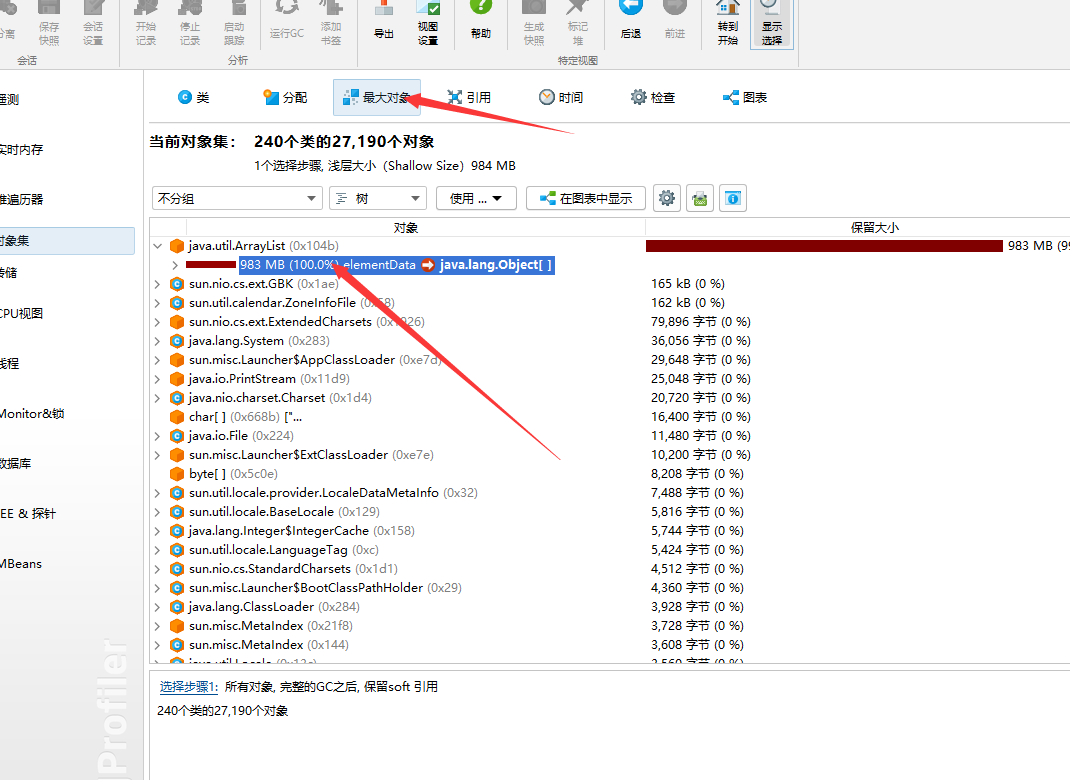 保存 会话 开始 停止 启动 运行GC 添加 导出 视图 帮助 生成 标记 后退 前进 转到 显示
快照 设置 记录 记录 跟踪 书签 设置 快照 堆 开始 选择
会话 分析 特定视图
类 分配 最大对象 引用 时间 检查 图表
当前对象集： 240个类的27,190个对象
1个选择步骤, 浅层大小（Shallow Size）984 MB
不分组 树 使用 ... 在图表中显示
对象 保留大小
java.util.ArrayList (0x104b) 983 MB
983 MB (100.0%) elementData java.lang.Object[ ]
sun.nio.cs.ext.GBK (0x1ae) 165 kB (0 %)
sun.util.calendar.ZoneInfoFile 162 kB (0 %)
sun.nio.cs.ext.ExtendedCharsets 79,896 字节 (0 %)
java.lang.System (0x283) 36,056 字节 (0 %)
sun.misc.Launcher$AppClassLoader (0xe7d) 29,648 字节 (0 %)
java.io.PrintStream (0x11d9) 25,048 字节 (0 %)
java.nio.charset.Charset (0x1d4) 20,720 字节 (0 %)
char[ ] (0x668b) ["... 16,400 字节 (0 %)
java.io.File (0x224) 11,480 字节 (0 %)
sun.misc.Launcher$ExtClassLoader (0xe7e) 10,200 字节 (0 %)
byte[ ] (0x5c0e) 8,208 字节 (0 %)
sun.util.locale.provider.LocaleDataMetaInfo (0x32) 7,488 字节 (0 %)
sun.util.locale.BaseLocale (0x129) 5,816 字节 (0 %)
java.lang.Integer$IntegerCache (0x158) 5,744 字节 (0 %)
sun.util.locale.LanguageTag (0xc) 5,424 字节 (0 %)
sun.nio.cs.StandardCharsets (0x1d1) 4,512 字节 (0 %)
sun.misc.Launcher$BootClassPathHolder (0x29) 4,360 字节 (0 %)
java.lang.ClassLoader (0x284) 3,928 字节 (0 %)
sun.misc.MetaIndex (0x21f8) 3,728 字节 (0 %)
sun.misc.MetaIndex (0x144) 3,608 字节 (0 %)
选择步骤1: 所有对象, 完整的GC之后, 保留soft 引用
240个类的27,190个对象
实时内存
堆遍历器
对象集
CPU视图
线程
Monitor&锁
数据库
EE & 探针
MBeans
Profiler